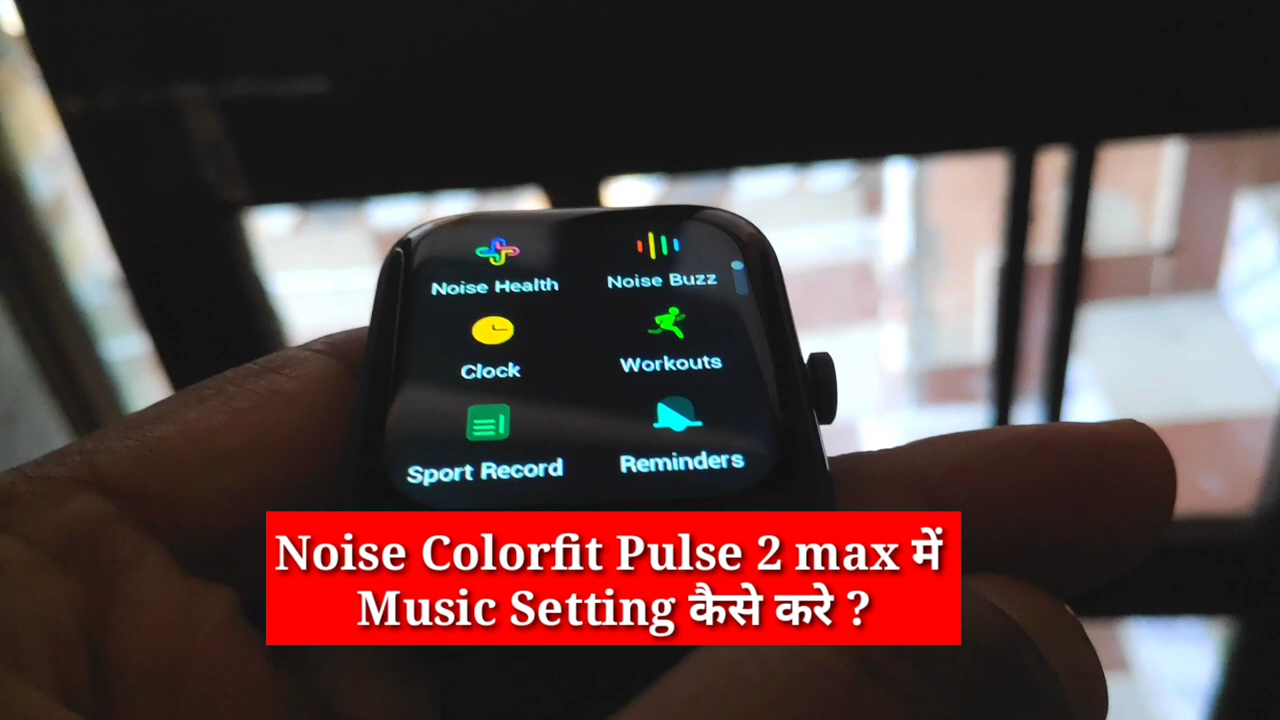 Noise Health
Noise Buzz
Clock
Workouts
Sport Record
Reminders
Noise Colorfit Pulse 2 max में
Music Setting कैसे करे ?